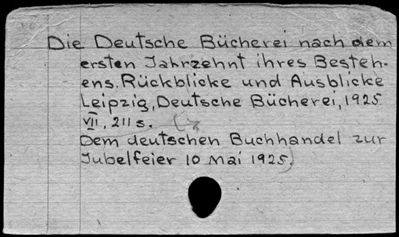 Die Deutsche Bücherei nach dem
ersten Jahrzehnt ihres Besteh-
ens. Rückblicke und Ausblicke
Leipzig, Deutsche Bücherei, 1925
VII, 211 s.
Dem deutschen Buchhandel zur
Jubelfeier 10 Mai 1925)